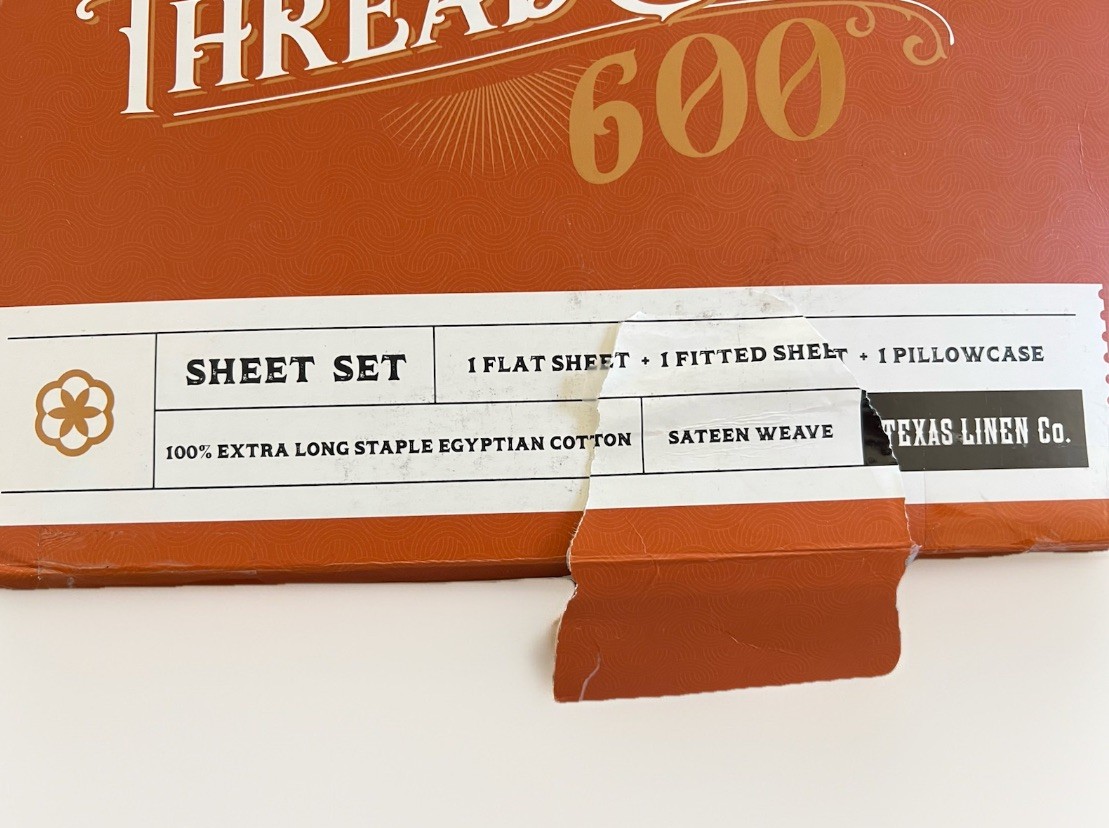 THREAD
600
SHEET SET
1 FLAT SHEET + 1 FITTED SHEET + 1 PILLOWCASE
100% EXTRA LONG STAPLE EGYPTIAN COTTON
SATEEN WEAVE
TEXAS LINEN Co.